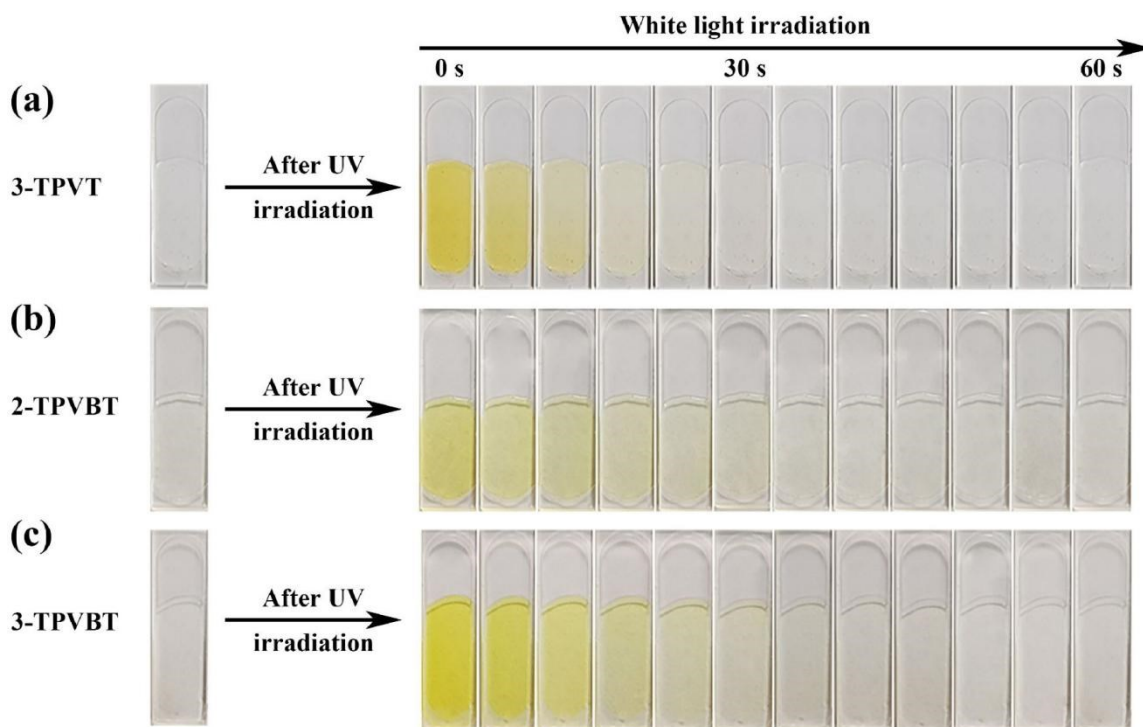 White light irradiation
0 s 30 s 60 s
(a)
3-TPVT
After UV
irradiation
(b)
2-TPVBT
After UV
irradiation
(c)
3-TPVBT
After UV
irradiation